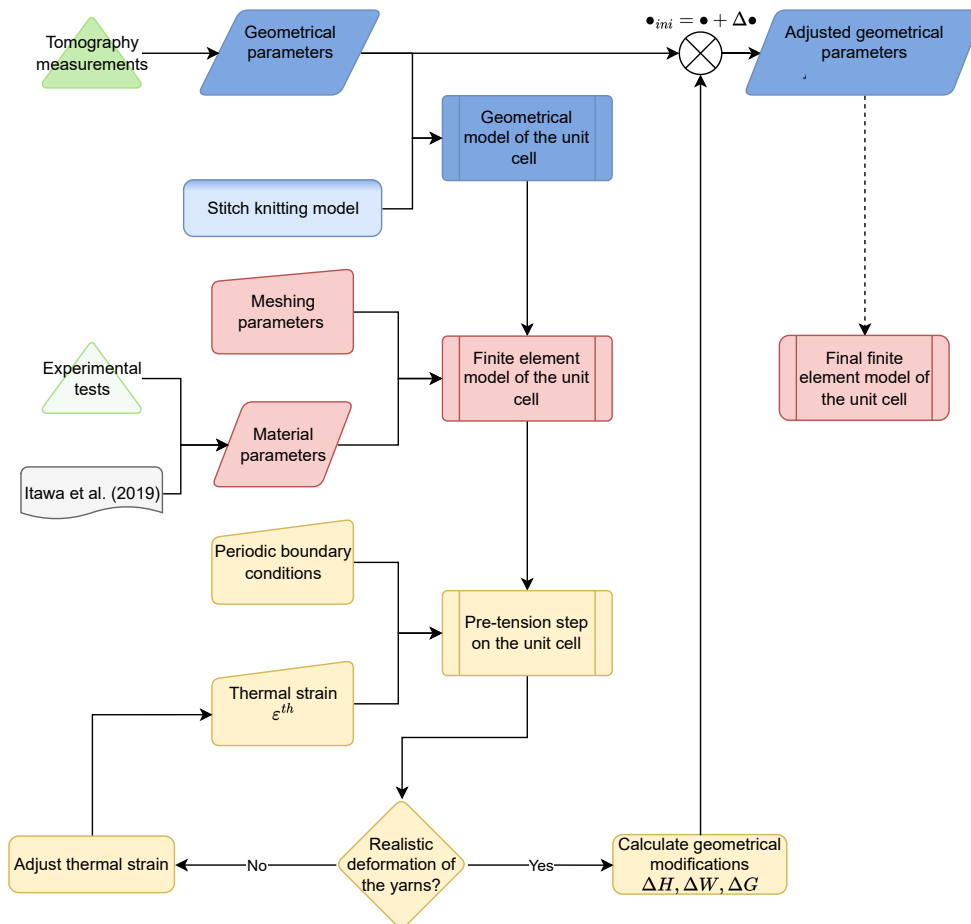 Tomography
measurements
Geometrical
parameters
●ini = ● + Δ●
Adjusted geometrical
parameters
Geometrical
model of the unit
cell
Stitch knitting model
Meshing
parameters
Finite element
model of the unit
cell
Final finite
element model of
the unit cell
Experimental
tests
Material
parameters
Itawa et al. (2019)
Periodic boundary
conditions
Pre-tension step
on the unit cell
Thermal strain
εth
Realistic
deformation of
the yarns?
No
Yes
Adjust thermal strain
Calculate geometrical
modifications
ΔH, ΔW, ΔG